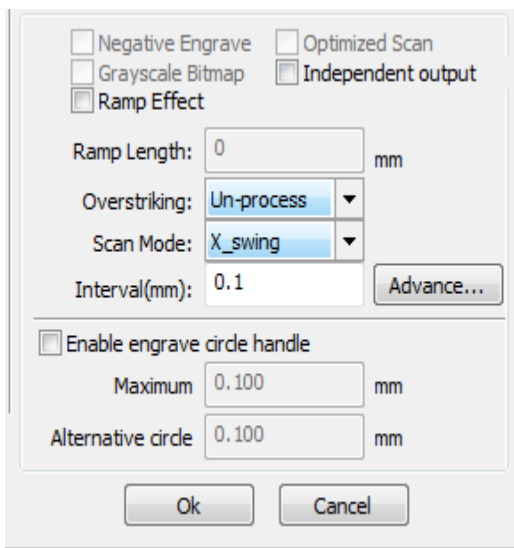 Negative Engrave Optimized Scan
Grayscale Bitmap Independent output
Ramp Effect
Ramp Length: 0 mm
Overstriking: Un-process
Scan Mode: X_swing
Interval(mm): 0.1 Advance...
Enable engrave circle handle
Maximum 0.100 mm
Alternative circle 0.100 mm
Ok Cancel